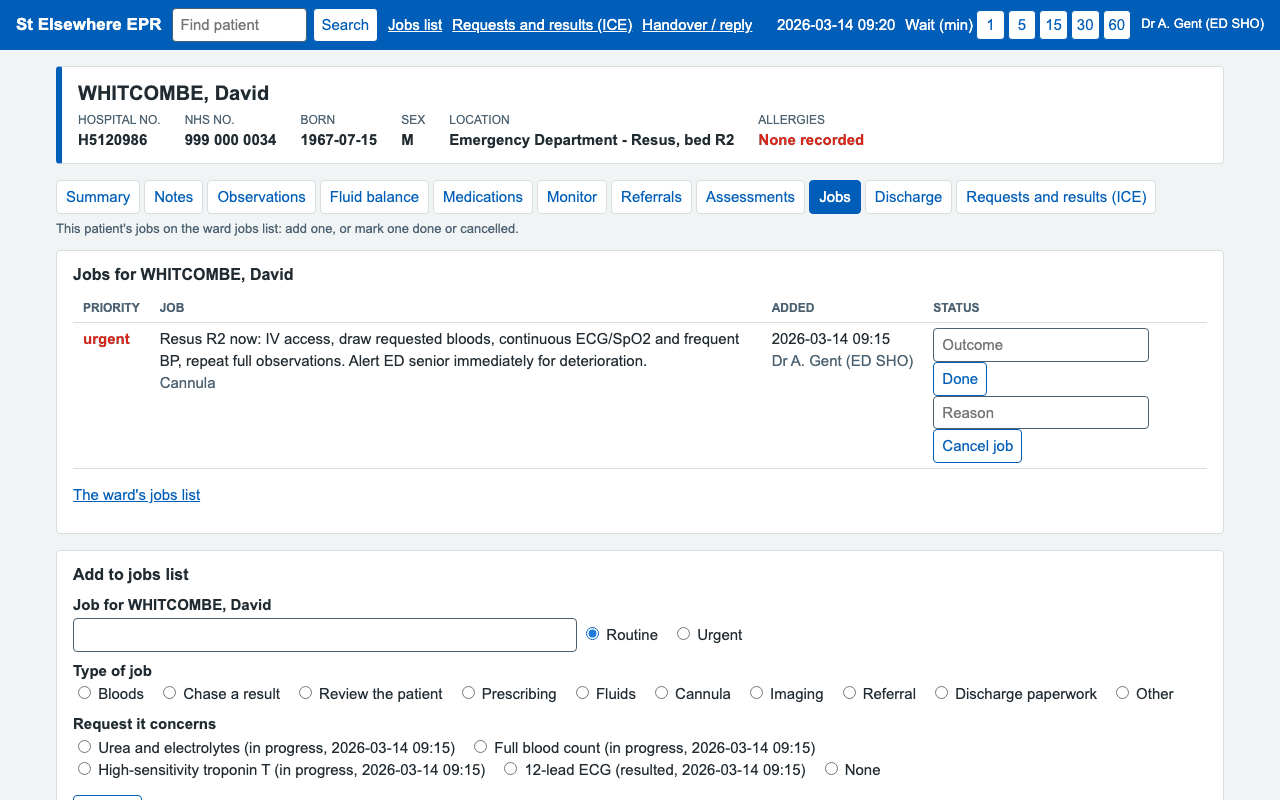 St Elsewhere EPR Find patient Search Jobs list Requests and results (ICE) Handover / reply 2026-03-14 09:20 Wait (min) 1 5 15 30 60 Dr A. Gent (ED SHO)
WHITCOMBE, David
HOSPITAL NO. NHS NO. BORN SEX LOCATION ALLERGIES
H5120986 999 000 0034 1967-07-15 M Emergency Department - Resus, bed R2 None recorded
Summary Notes Observations Fluid balance Medications Monitor Referrals Assessments Jobs Discharge Requests and results (ICE)
This patient's jobs on the ward jobs list: add one, or mark one done or cancelled.
Jobs for WHITCOMBE, David
PRIORITY JOB ADDED STATUS
urgent Resus R2 now: IV access, draw requested bloods, continuous ECG/SpO2 and frequent 2026-03-14 09:15 Outcome
BP, repeat full observations. Alert ED senior immediately for deterioration. Dr A. Gent (ED SHO)
Cannula Done
Reason
Cancel job
The ward's jobs list
Add to jobs list
Job for WHITCOMBE, David
Routine Urgent
Type of job
Bloods Chase a result Review the patient Prescribing Fluids Cannula Imaging Referral Discharge paperwork Other
Request it concerns
Urea and electrolytes (in progress, 2026-03-14 09:15) Full blood count (in progress, 2026-03-14 09:15)
High-sensitivity troponin T (in progress, 2026-03-14 09:15) 12-lead ECG (resulted, 2026-03-14 09:15) None